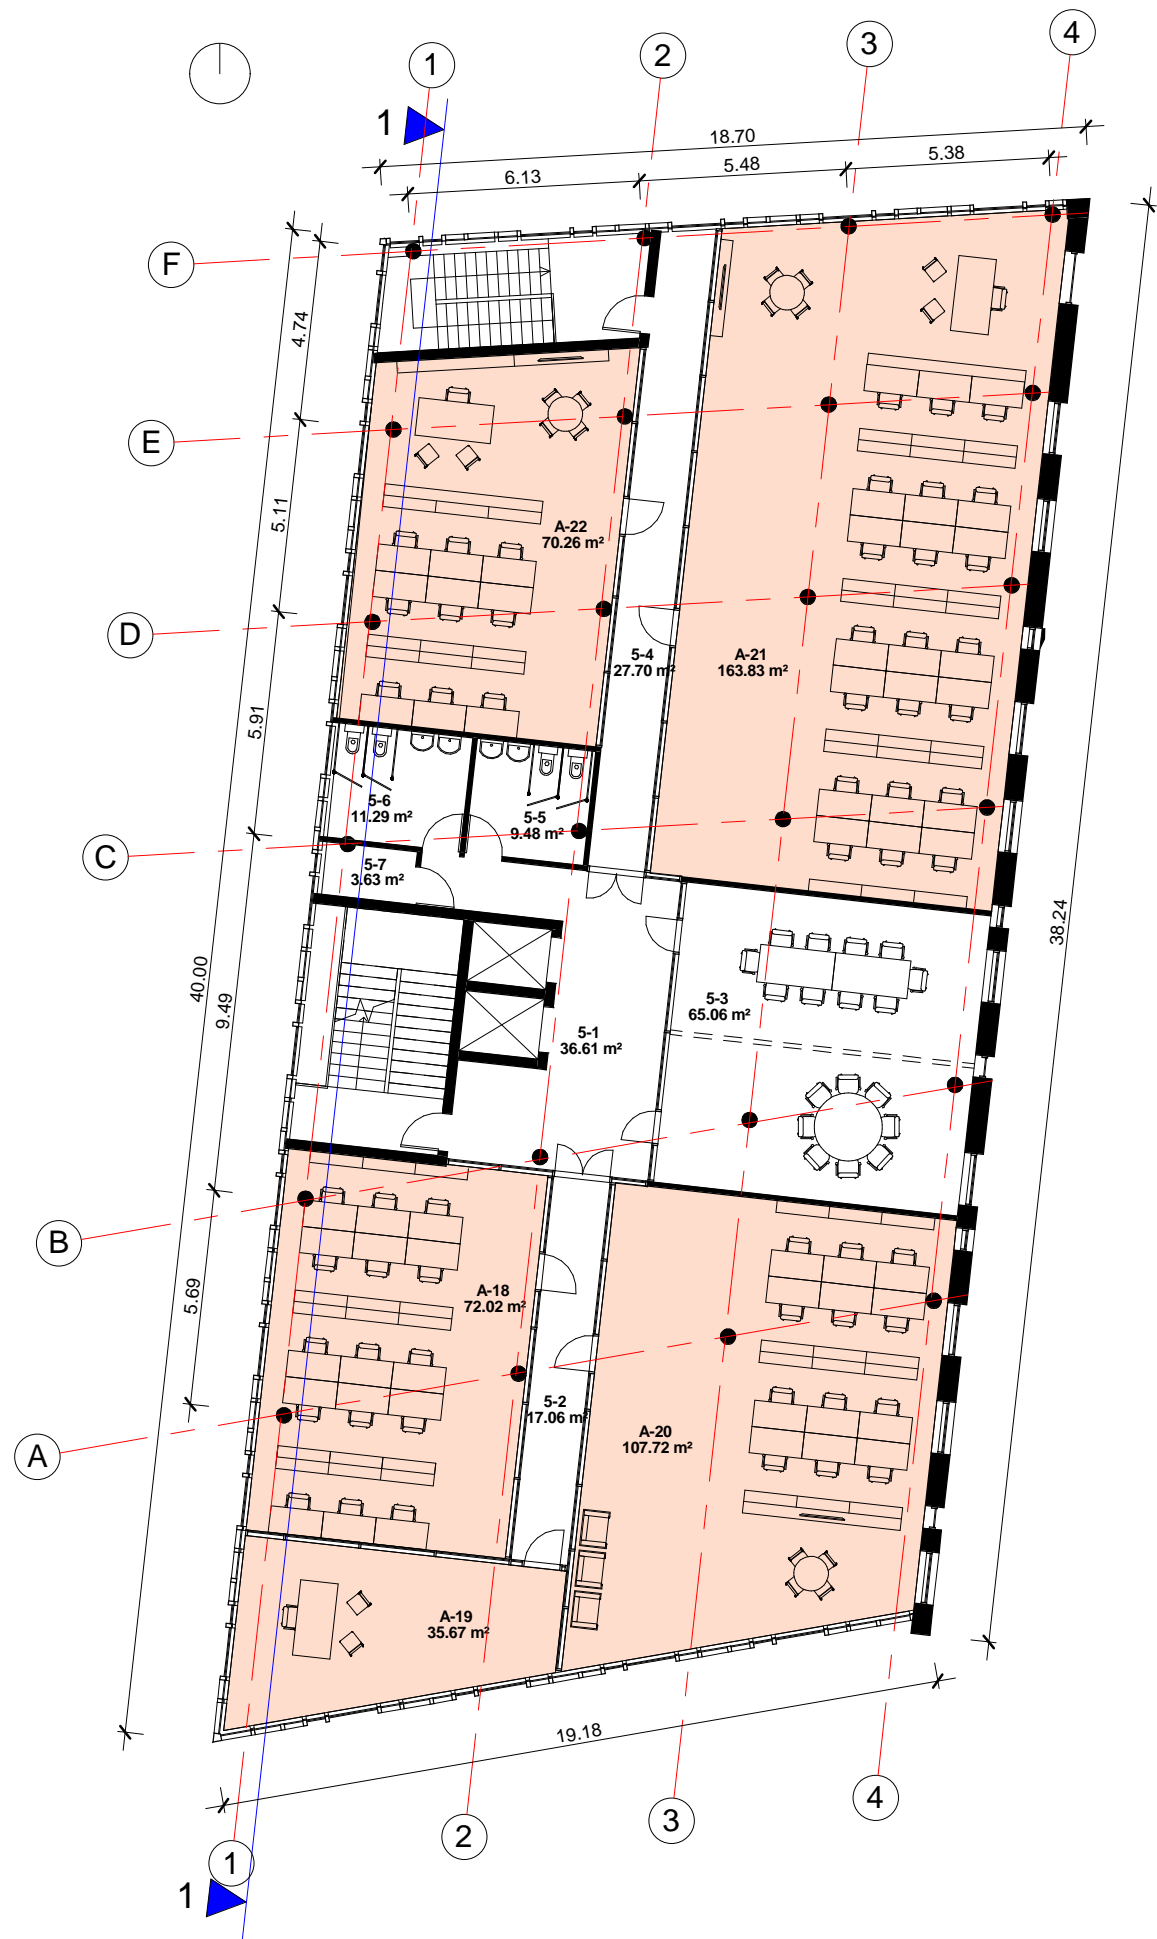 4
3
2
1
1
18.70
5.38
5.48
6.13
F
4.74
E
5.11
A-22
70.26 m²
D
5-4
27.70 m²
A-21
163.83 m²
5.91
5-6
11.29 m²
5-5
9.48 m²
C
5-7
3.63 m²
38.24
40.00
9.49
5-3
65.06 m²
5-1
36.61 m²
B
5.69
A-18
72.02 m²
5-2
17.06 m²
A-20
107.72 m²
A
A-19
35.67 m²
19.18
4
3
2
1
1